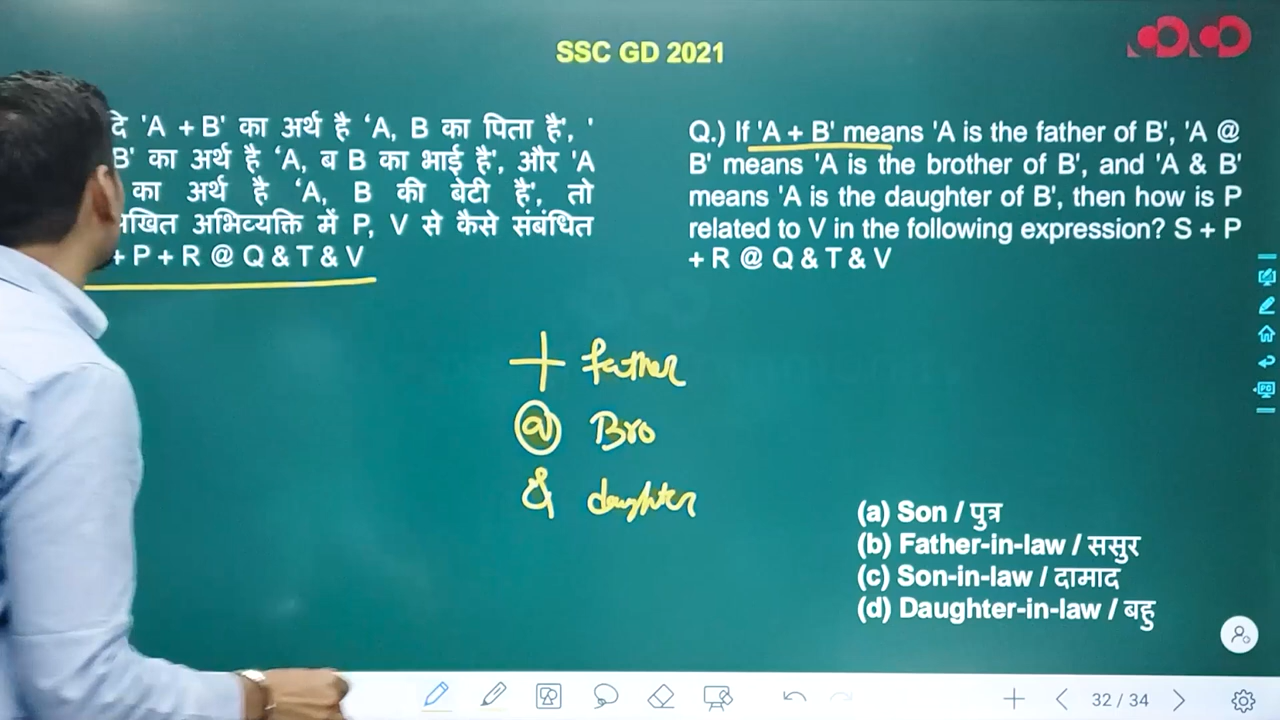 SSC GD 2021
दि 'A + B' का अर्थ है 'A, B का पिता है', '
B' का अर्थ है 'A, ब B का भाई है', और 'A
का अर्थ है 'A, B की बेटी है', तो
खित अभिव्यक्ति में P, V से कैसे संबंधित
+ P + R @ Q & T & V
Q.) If 'A + B' means 'A is the father of B', 'A @
B' means 'A is the brother of B', and 'A & B'
means 'A is the daughter of B', then how is P
related to V in the following expression? S + P
+ R @ Q & T & V
+ father
@ Bro
& daughter
(a) Son / पुत्र
(b) Father-in-law / ससुर
(c) Son-in-law / दामाद
(d) Daughter-in-law / बहु
32 / 34